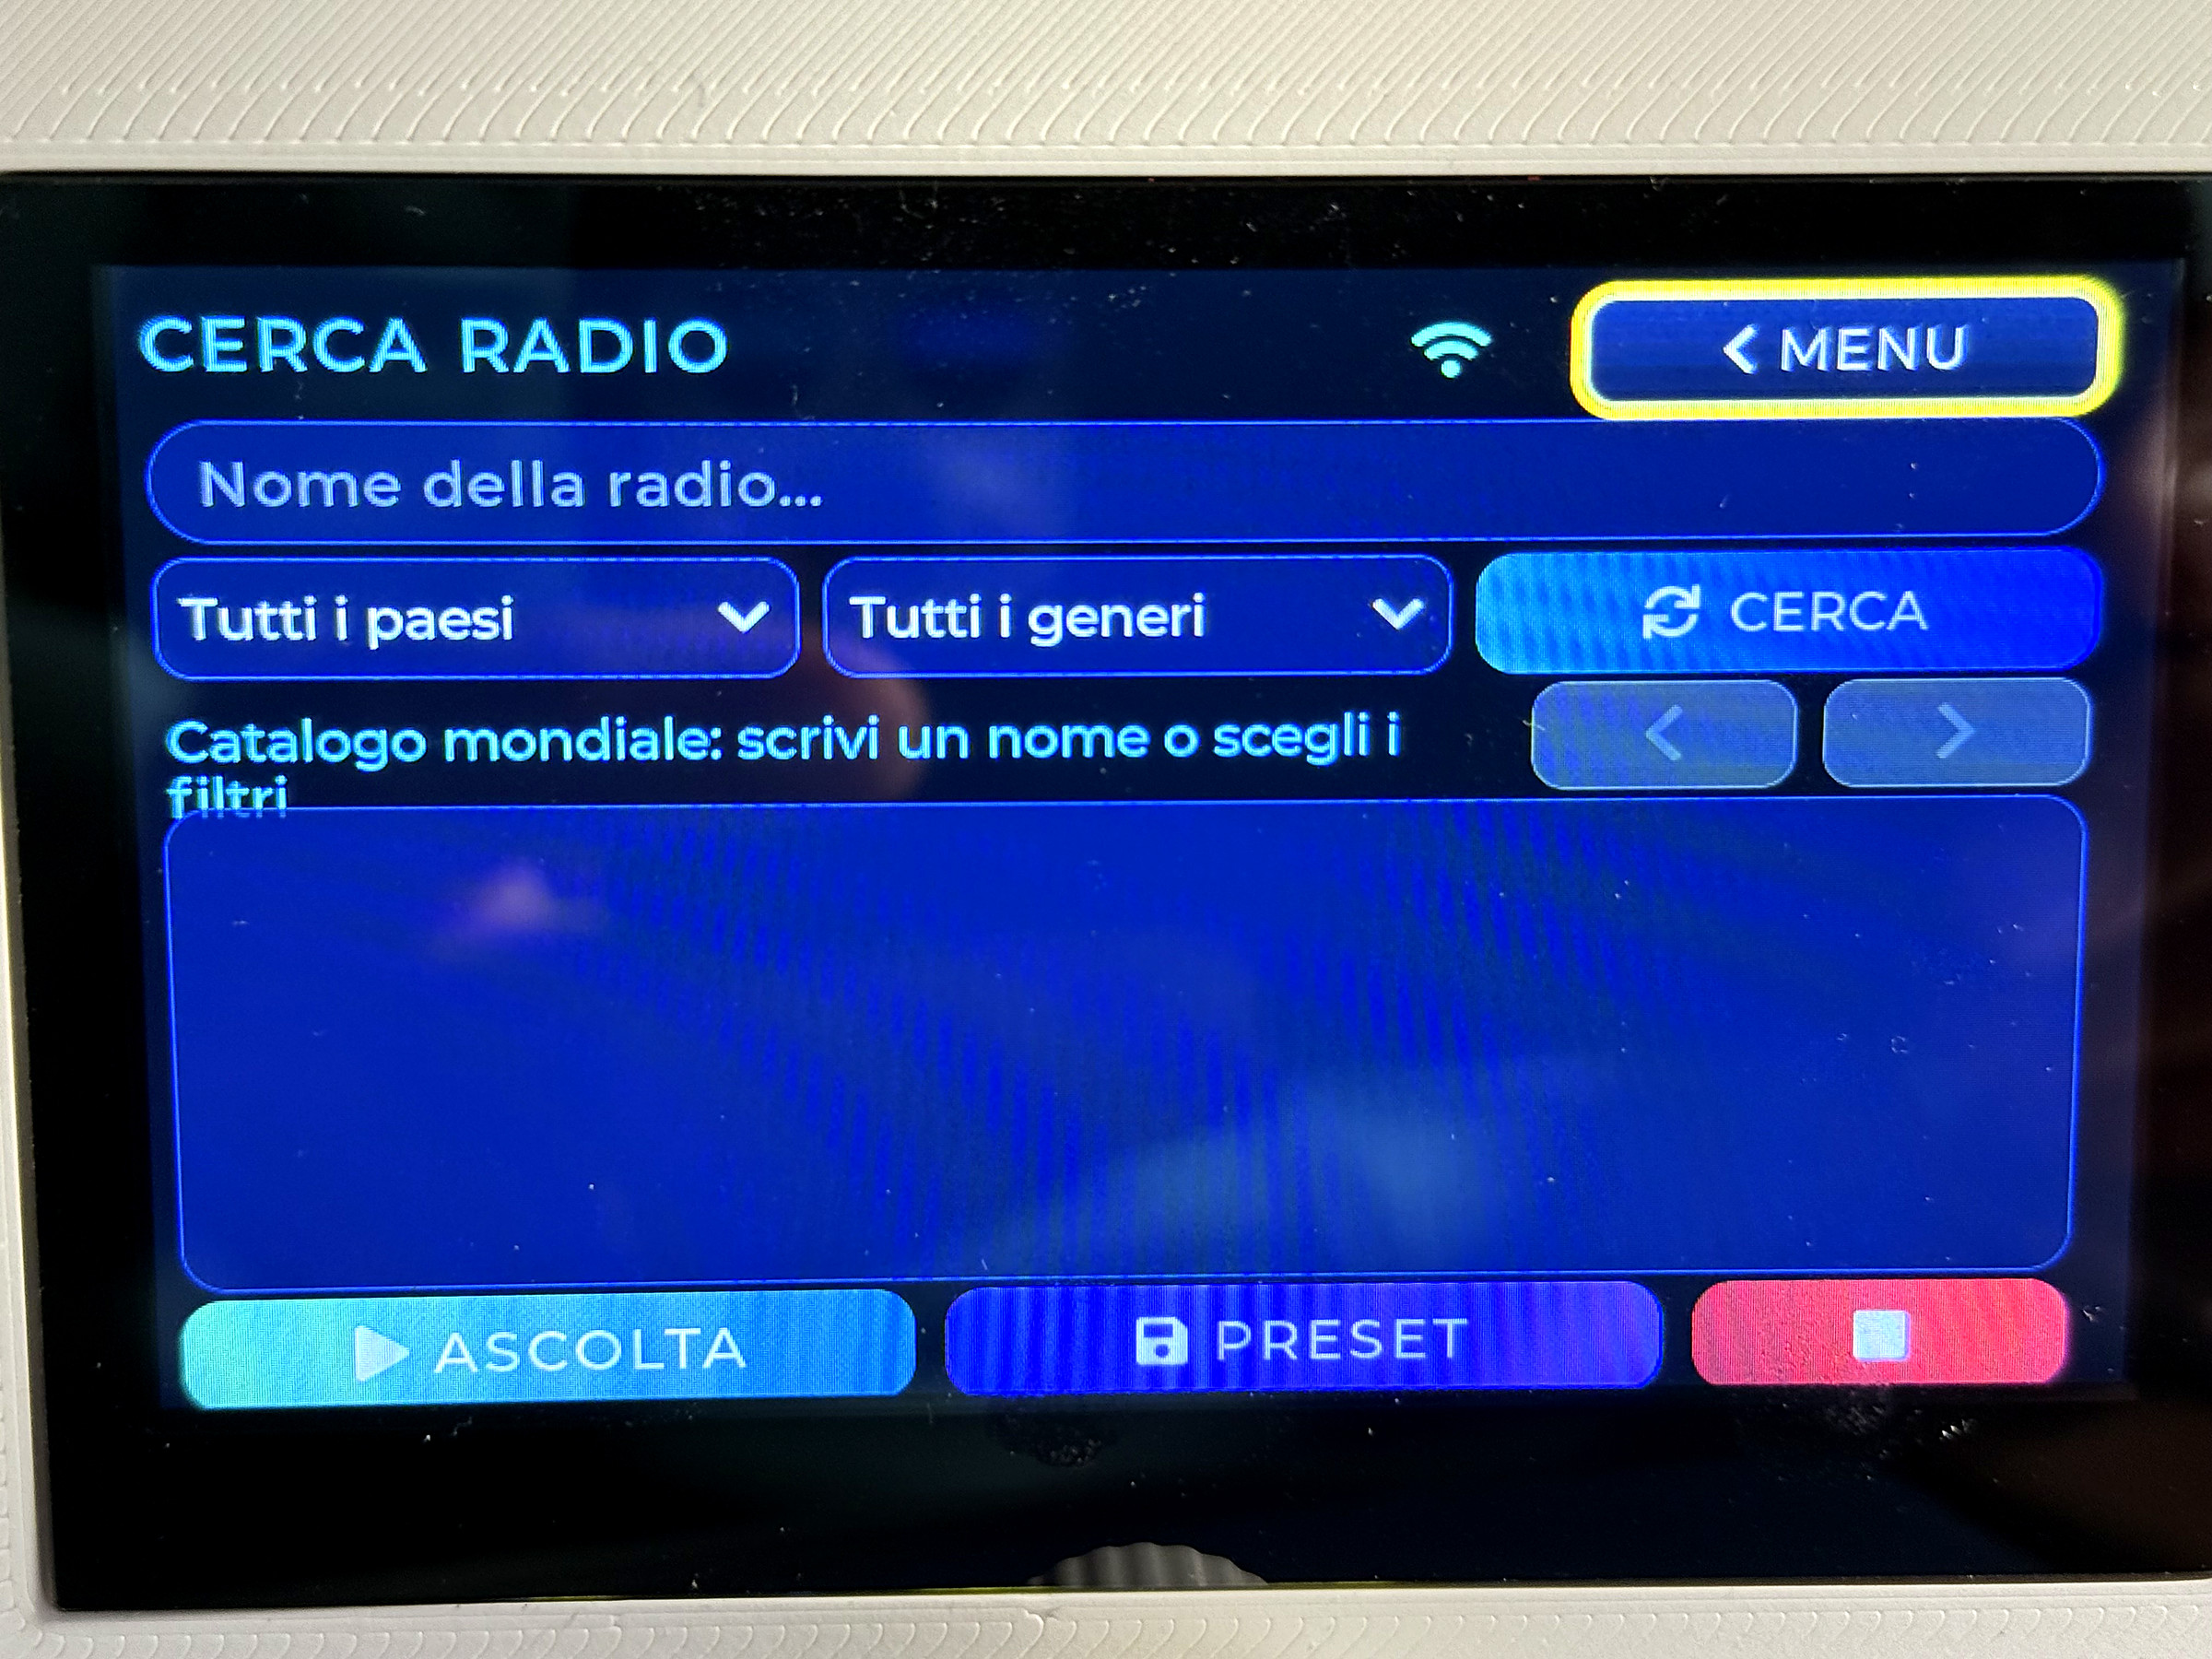 CERCA RADIO
MENU
Nome della radio...
Tutti i paesi
Tutti i generi
CERCA
Catalogo mondiale: scrivi un nome o scegli i
filtri
ASCOLTA
PRESET